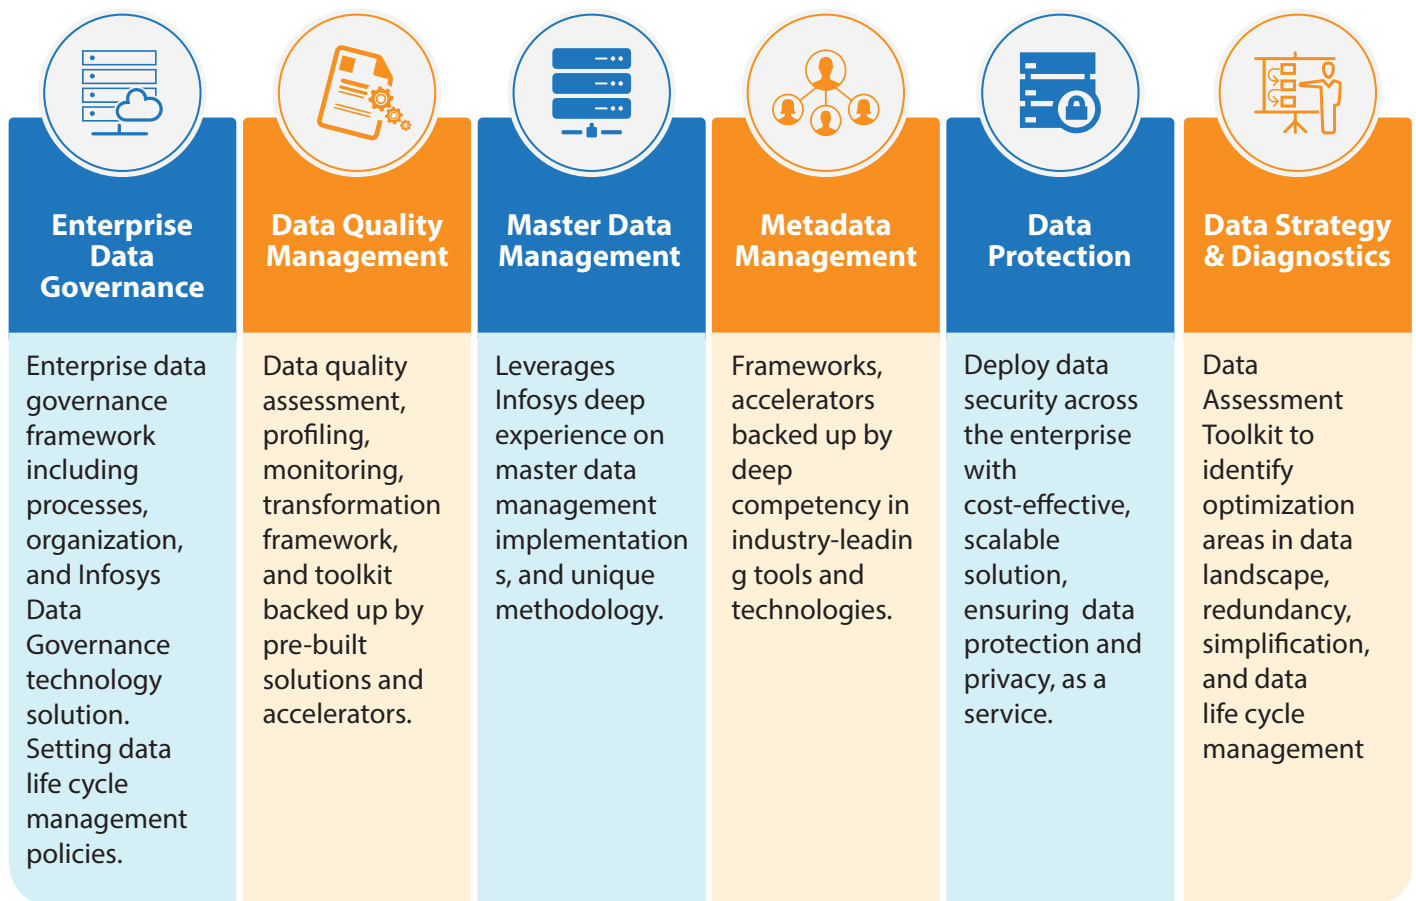 Enterprise
Data
Governance
Enterprise data
governance
framework
including
processes,
organization,
and Infosys
Data
Governance
technology
solution.
Setting data
life cycle
management
policies.
Data Quality
Management
Data quality
assessment,
profiling,
monitoring,
transformation
framework,
and toolkit
backed up by
pre-built
solutions and
accelerators.
Master Data
Management
Leverages
Infosys deep
experience on
master data
management
implementation
s, and unique
methodology.
Metadata
Management
Frameworks,
accelerators
backed up by
deep
competency in
industry-leadin
g tools and
technologies.
Data
Protection
Deploy data
security across
the enterprise
with
cost-effective,
scalable
solution,
ensuring  data
protection and
privacy, as a
service.
Data Strategy
& Diagnostics
Data
Assessment
Toolkit to
identify
optimization
areas in data
landscape,
redundancy,
simplification,
and data
life cycle
management